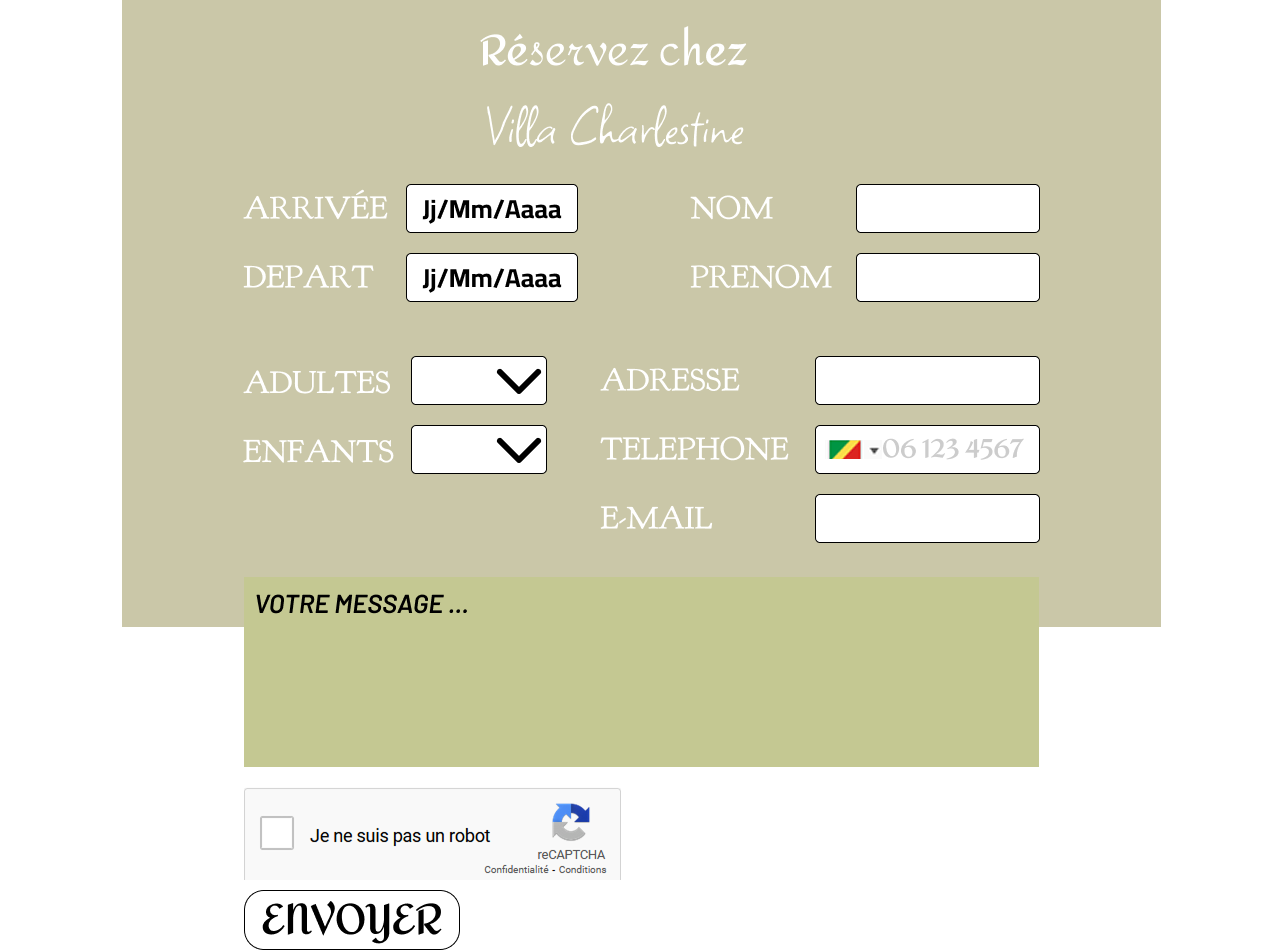 Réservez chez
Villa Charlestine
ARRIVÉE Jj/Mm/Aaaa NOM
DEPART Jj/Mm/Aaaa PRENOM
ADULTES ADRESSE
ENFANTS TELEPHONE 06 123 4567
E-MAIL
VOTRE MESSAGE ...
Je ne suis pas un robot
reCAPTCHA
Confidentialité - Conditions
ENVOYER